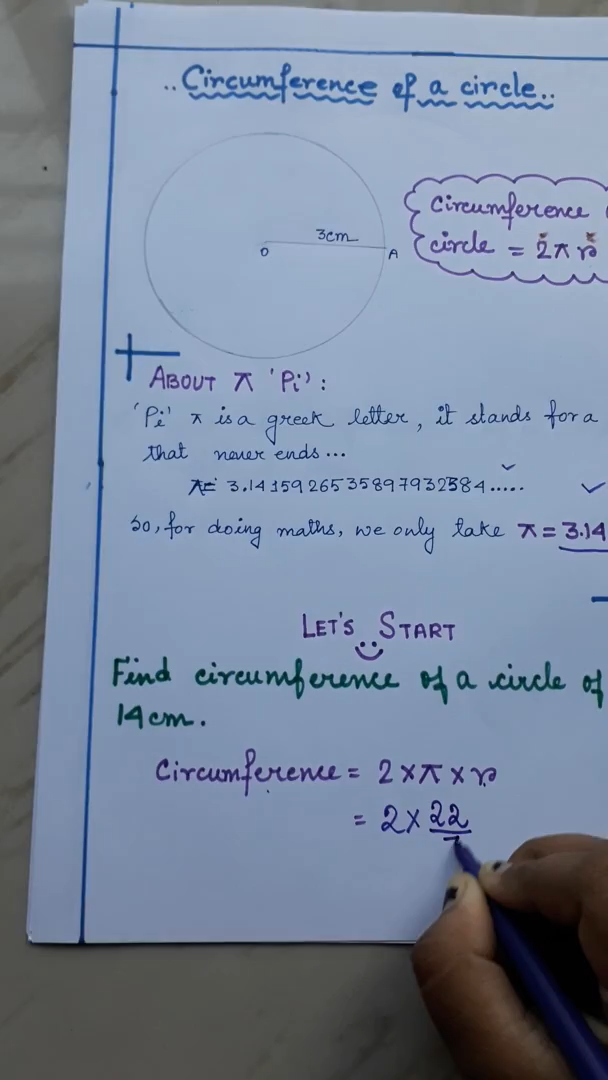 ..Circumference of a circle..
3cm
O
A
Circumference
circle = 2πr
ABOUT π 'Pi':
'Pi' π is a greek letter, it stands for a
that never ends...
π= 3.1415926535897932384.....
So, for doing maths, we only take π = 3.14
LET'S START
Find circumference of a circle of
14cm.
Circumference = 2×π×r
= 2×22/7